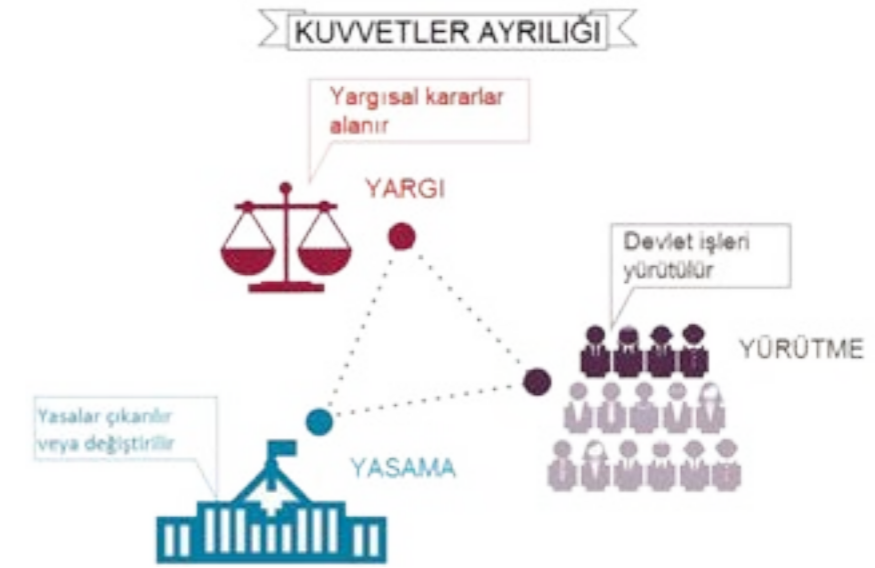 KUVVETLER AYRILIĞI
Yargısal kararlar
alanır
YARGI
Devlet işleri
yürütülür
YÜRÜTME
Yasalar çıkarılır
veya değiştirilir
YASAMA